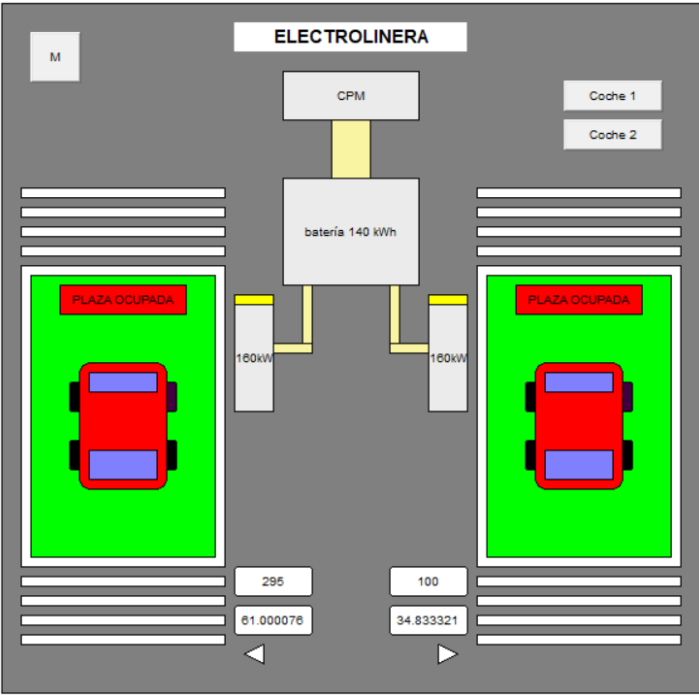 ELECTROLINERA
M
CPM
Coche 1
Coche 2
batería 140 kWh
PLAZA OCUPADA
PLAZA OCUPADA
160kW
160kW
295
100
61.000076
34.833321